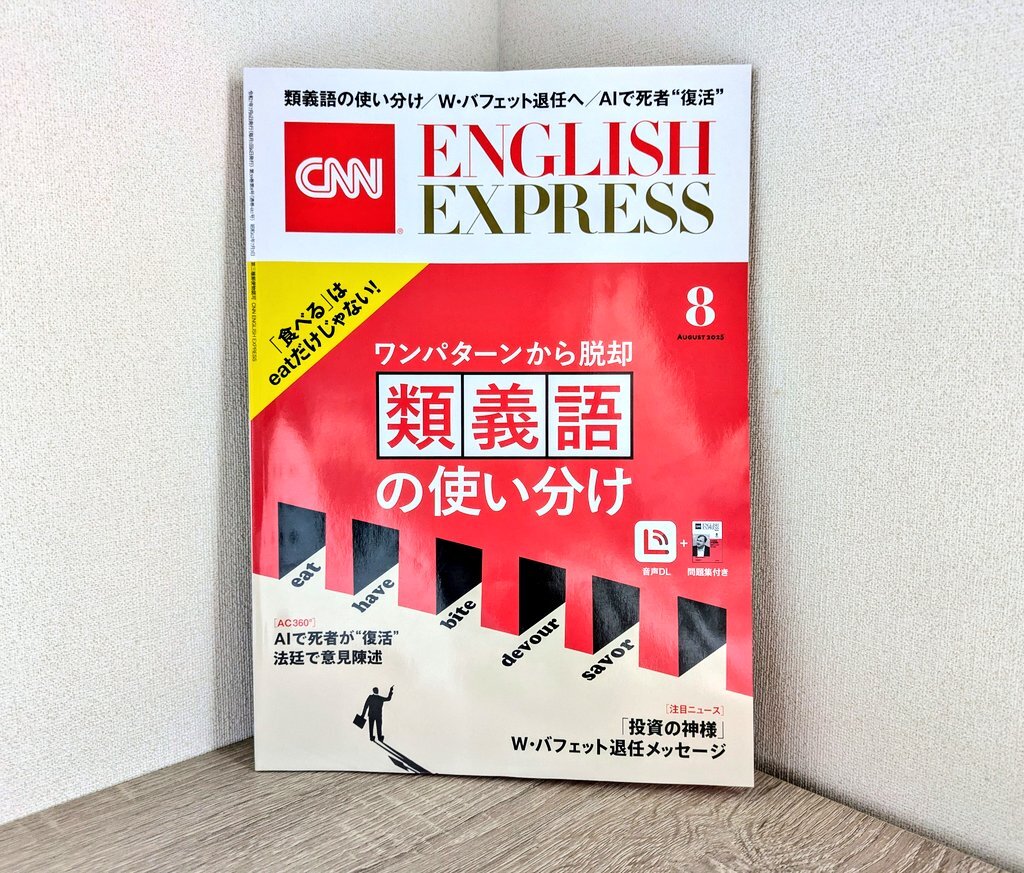 類義語の使い分け/W・バフェット退任へ/AIで死者“復活”
CNN®
ENGLISH
EXPRESS
「食べる」は
eatだけじゃない!
8
AUGUST 2025
ワンパターンから脱却
類義語
の使い分け
音声DL
+
問題集付き
eat
have
bite
devour
savor
[AC360°]
AIで死者が“復活”
法廷で意見陳述
[注目ニュース]
「投資の神様」
W・バフェット退任メッセージ
CNN ENGLISH EXPRESS